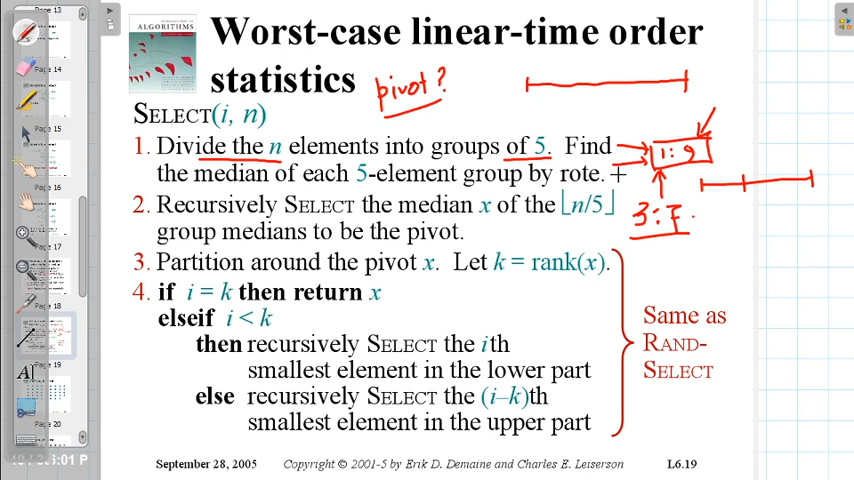 Page 13
Page 14
Page 15
Page 16
Page 17
Page 18
Page 19
Page 20
ALGORITHMS
Worst-case linear-time order
statistics
pivot?
SELECT(i, n)
1. Divide the n elements into groups of 5. Find
the median of each 5-element group by rote.
1:9
3:7
2. Recursively SELECT the median x of the ⌊n/5⌋
group medians to be the pivot.
3. Partition around the pivot x. Let k = rank(x).
4. if i = k then return x
elseif i < k
then recursively SELECT the ith
smallest element in the lower part
else recursively SELECT the (i–k)th
smallest element in the upper part
Same as
RAND-
SELECT
September 28, 2005 Copyright © 2001-5 by Erik D. Demaine and Charles E. Leiserson L6.19